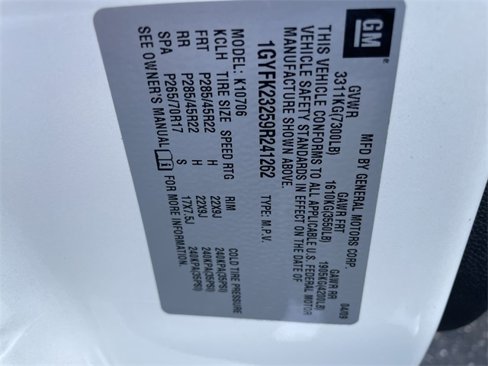 GM
MFD BY GENERAL MOTORS CORP. 04/09
GVWR GAWR FRT GAWR RR
3311KG(7300LB) 1610KG(3550LB) 1905KG(4200LB)
THIS VEHICLE CONFORMS TO ALL APPLICABLE U.S. FEDERAL MOTOR
VEHICLE SAFETY STANDARDS IN EFFECT ON THE DATE OF
MANUFACTURE SHOWN ABOVE.
1GYFK23259R241262 TYPE: M.P.V.
MODEL: K10706
KCLH TIRE SIZE SPEED RTG RIM COLD TIRE PRESSURE
FRT P285/45R22 H 22X9J 240KPA(35PSI)
RR P285/45R22 H 22X9J 240KPA(35PSI)
SPA P265/70R17 S 17X7.5J 240KPA(35PSI)
SEE OWNER'S MANUAL FOR MORE INFORMATION